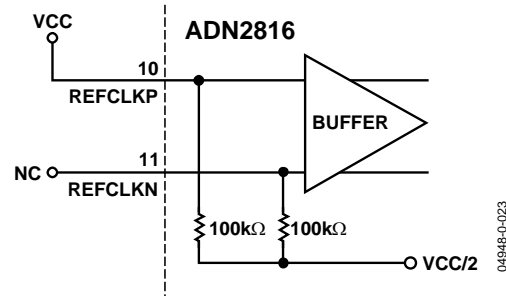 VCC
ADN2816
10
REFCLKP
BUFFER
11
NC
REFCLKN
100kΩ 100kΩ
VCC/2
04948-0-023